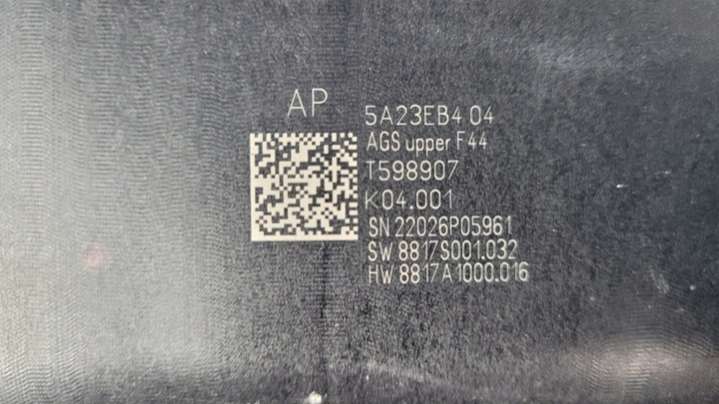 AP
5A23EB4 04
AGS upper F44
T598907
K04.001
SN 22026P05961
SW 8817S001.032
HW 8817A1000.016